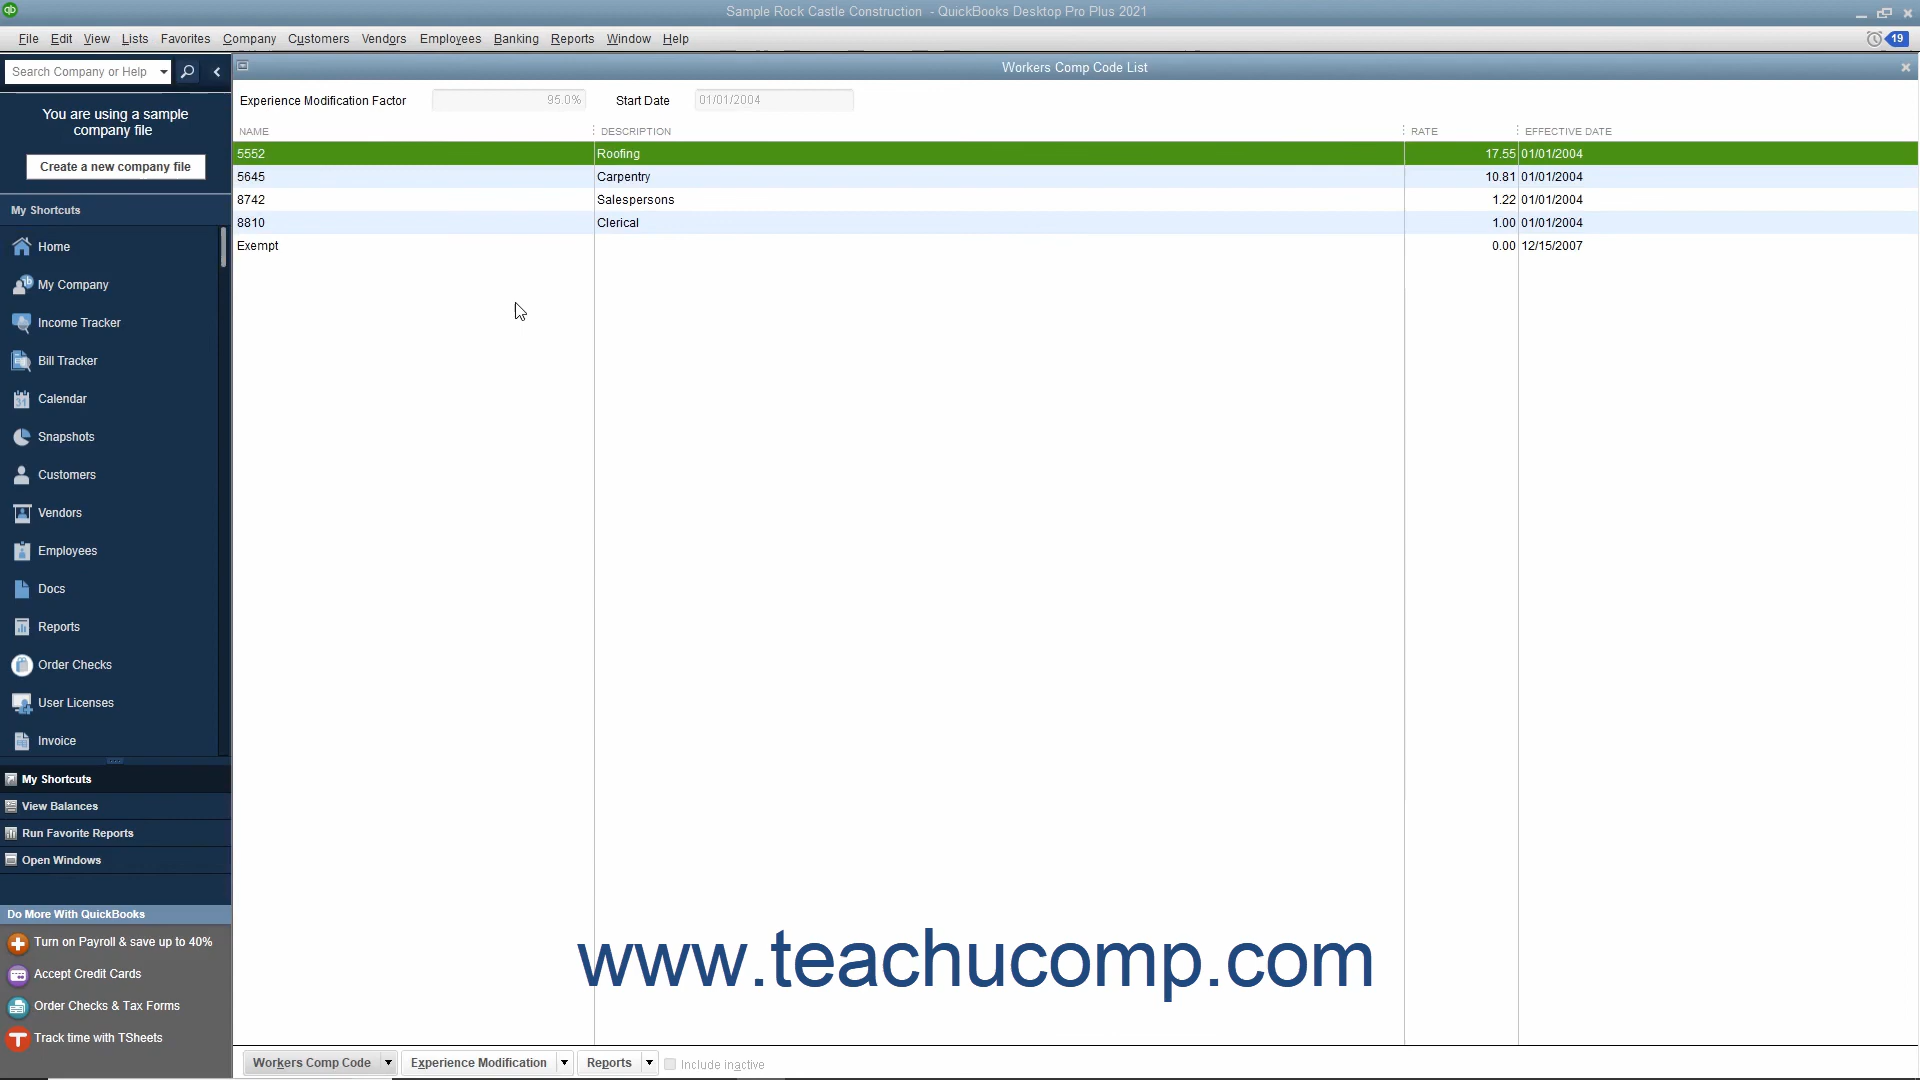 Sample Rock Castle Construction - QuickBooks Desktop Pro Plus 2021
File Edit View Lists Favorites Company Customers Vendors Employees Banking Reports Window Help
19
Search Company or Help
Workers Comp Code List
You are using a sample
company file
Create a new company file
My Shortcuts
Home
My Company
Income Tracker
Bill Tracker
Calendar
Snapshots
Customers
Vendors
Employees
Docs
Reports
Order Checks
User Licenses
Invoice
My Shortcuts
View Balances
Run Favorite Reports
Open Windows
Do More With QuickBooks
Turn on Payroll & save up to 40%
Accept Credit Cards
Order Checks & Tax Forms
Track time with TSheets
Experience Modification Factor 95.0% Start Date 01/01/2004
NAME DESCRIPTION RATE EFFECTIVE DATE
5552 Roofing 17.55 01/01/2004
5645 Carpentry 10.81 01/01/2004
8742 Salespersons 1.22 01/01/2004
8810 Clerical 1.00 01/01/2004
Exempt 0.00 12/15/2007
www.teachucomp.com
Workers Comp Code Experience Modification Reports Include inactive